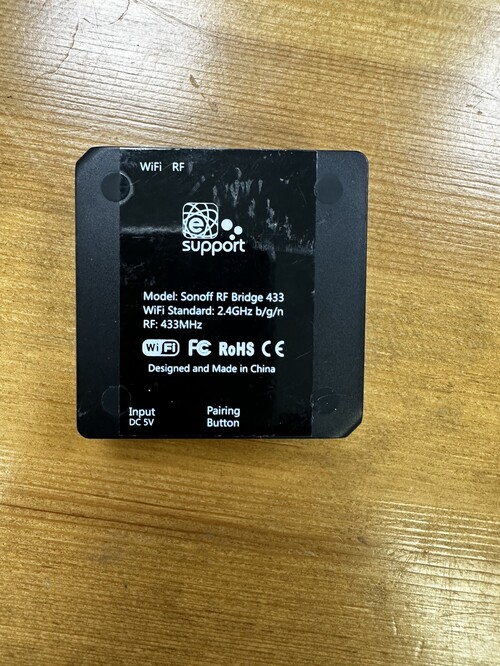 WiFi RF
e
support
Model: Sonoff RF Bridge 433
WiFi Standard: 2.4GHz b/g/n
RF: 433MHz
WiFi FC RoHS CE
Designed and Made in China
Input
DC 5V
Pairing
Button